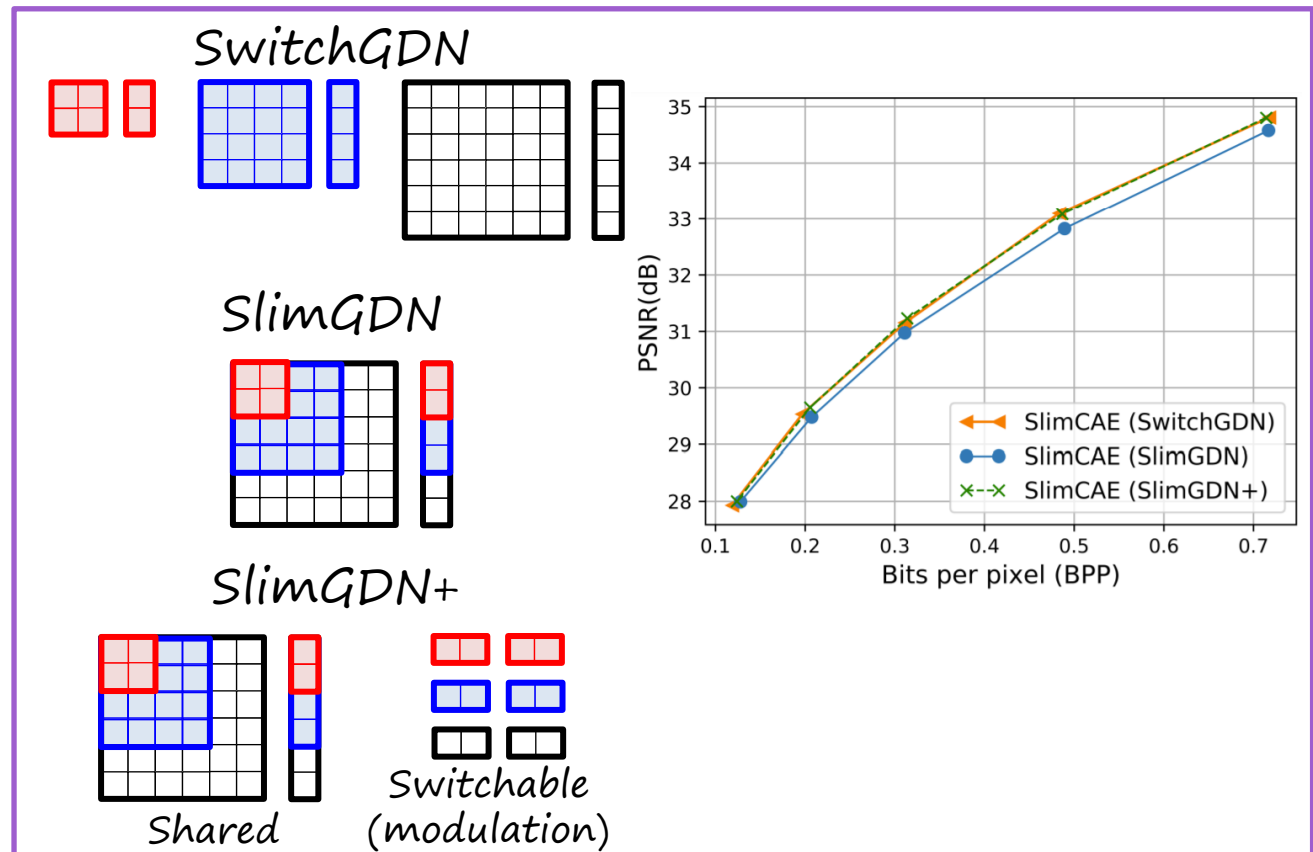 SwitchGDN
SlimGDN
SlimGDN+
Shared
Switchable
(modulation)
35
34
33
32
31
30
29
28
PSNR(dB)
0.1 0.2 0.3 0.4 0.5 0.6 0.7
Bits per pixel (BPP)
SlimCAE (SwitchGDN)
SlimCAE (SlimGDN)
SlimCAE (SlimGDN+)